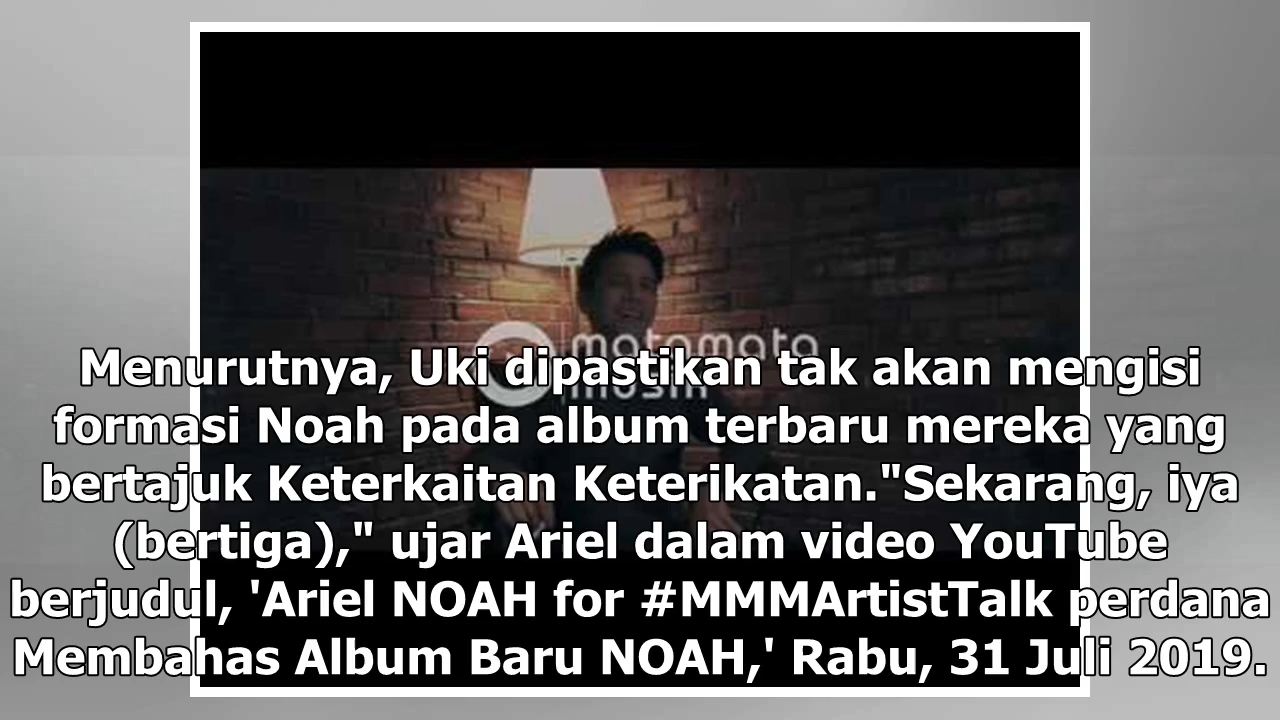 matamata
musik
Menurutnya, Uki dipastikan tak akan mengisi
formasi Noah pada album terbaru mereka yang
bertajuk Keterkaitan Keterikatan."Sekarang, iya
(bertiga)," ujar Ariel dalam video YouTube
berjudul, 'Ariel NOAH for #MMMArtistTalk perdana
Membahas Album Baru NOAH,' Rabu, 31 Juli 2019.